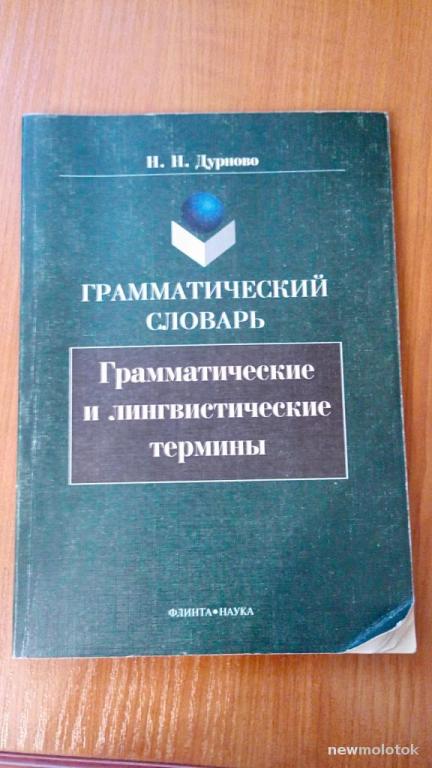 Н. Н. Дурново
ГРАММАТИЧЕСКИЙ
СЛОВАРЬ
Грамматические
и лингвистические
термины
ФЛИНТА•НАУКА
newmolotok